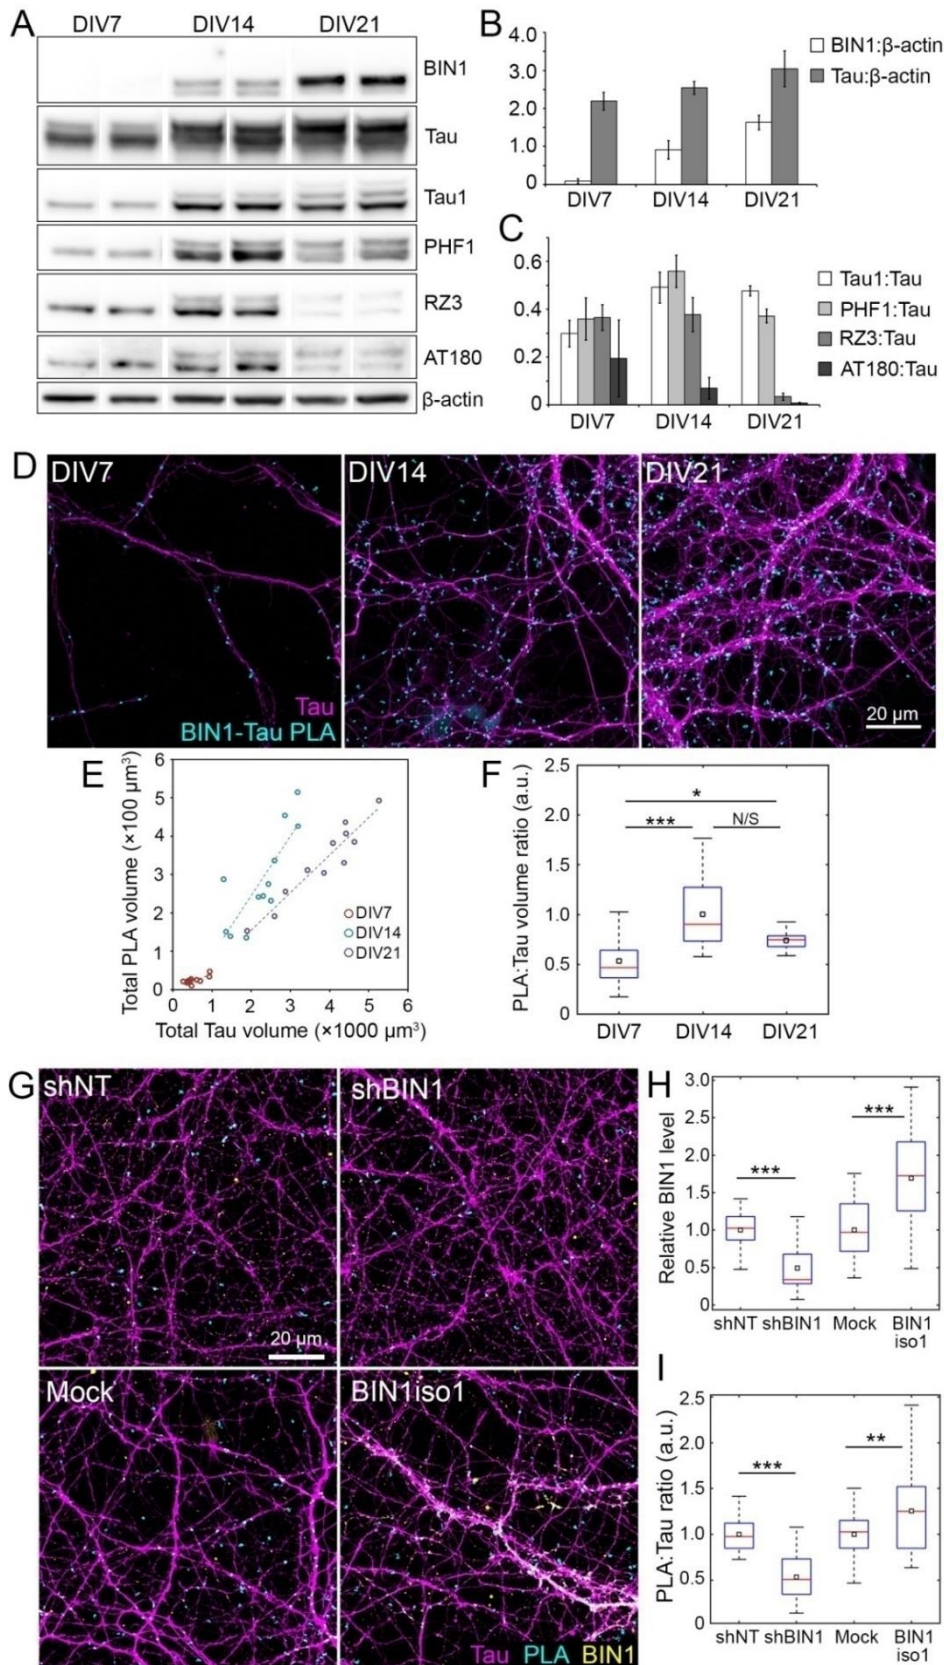 A
DIV7 DIV14 DIV21
BIN1
Tau
Tau1
PHF1
RZ3
AT180
β-actin
B
4.0
3.0
2.0
1.0
0
DIV7 DIV14 DIV21
BIN1:β-actin
Tau:β-actin
C
0.6
0.4
0.2
0
DIV7 DIV14 DIV21
Tau1:Tau
PHF1:Tau
RZ3:Tau
AT180:Tau
D
DIV7 DIV14 DIV21
Tau
BIN1-Tau PLA
20 µm
E
Total PLA volume (×100 µm³)
6
5
4
3
2
1
0
0 1 2 3 4 5 6
Total Tau volume (×1000 µm³)
DIV7
DIV14
DIV21
F
PLA:Tau volume ratio (a.u.)
2.5
2.0
1.5
1.0
0.5
0
*
*** N/S
DIV7 DIV14 DIV21
G
shNT shBIN1
20 µm
Mock BIN1iso1
Tau PLA BIN1
H
Relative BIN1 level
3.0
2.5
2.0
1.5
1.0
0.5
0
*** ***
shNT shBIN1 Mock BIN1
iso1
I
PLA:Tau ratio (a.u.)
2.5
2.0
1.5
1.0
0.5
0
*** **
shNT shBIN1 Mock BIN1
iso1